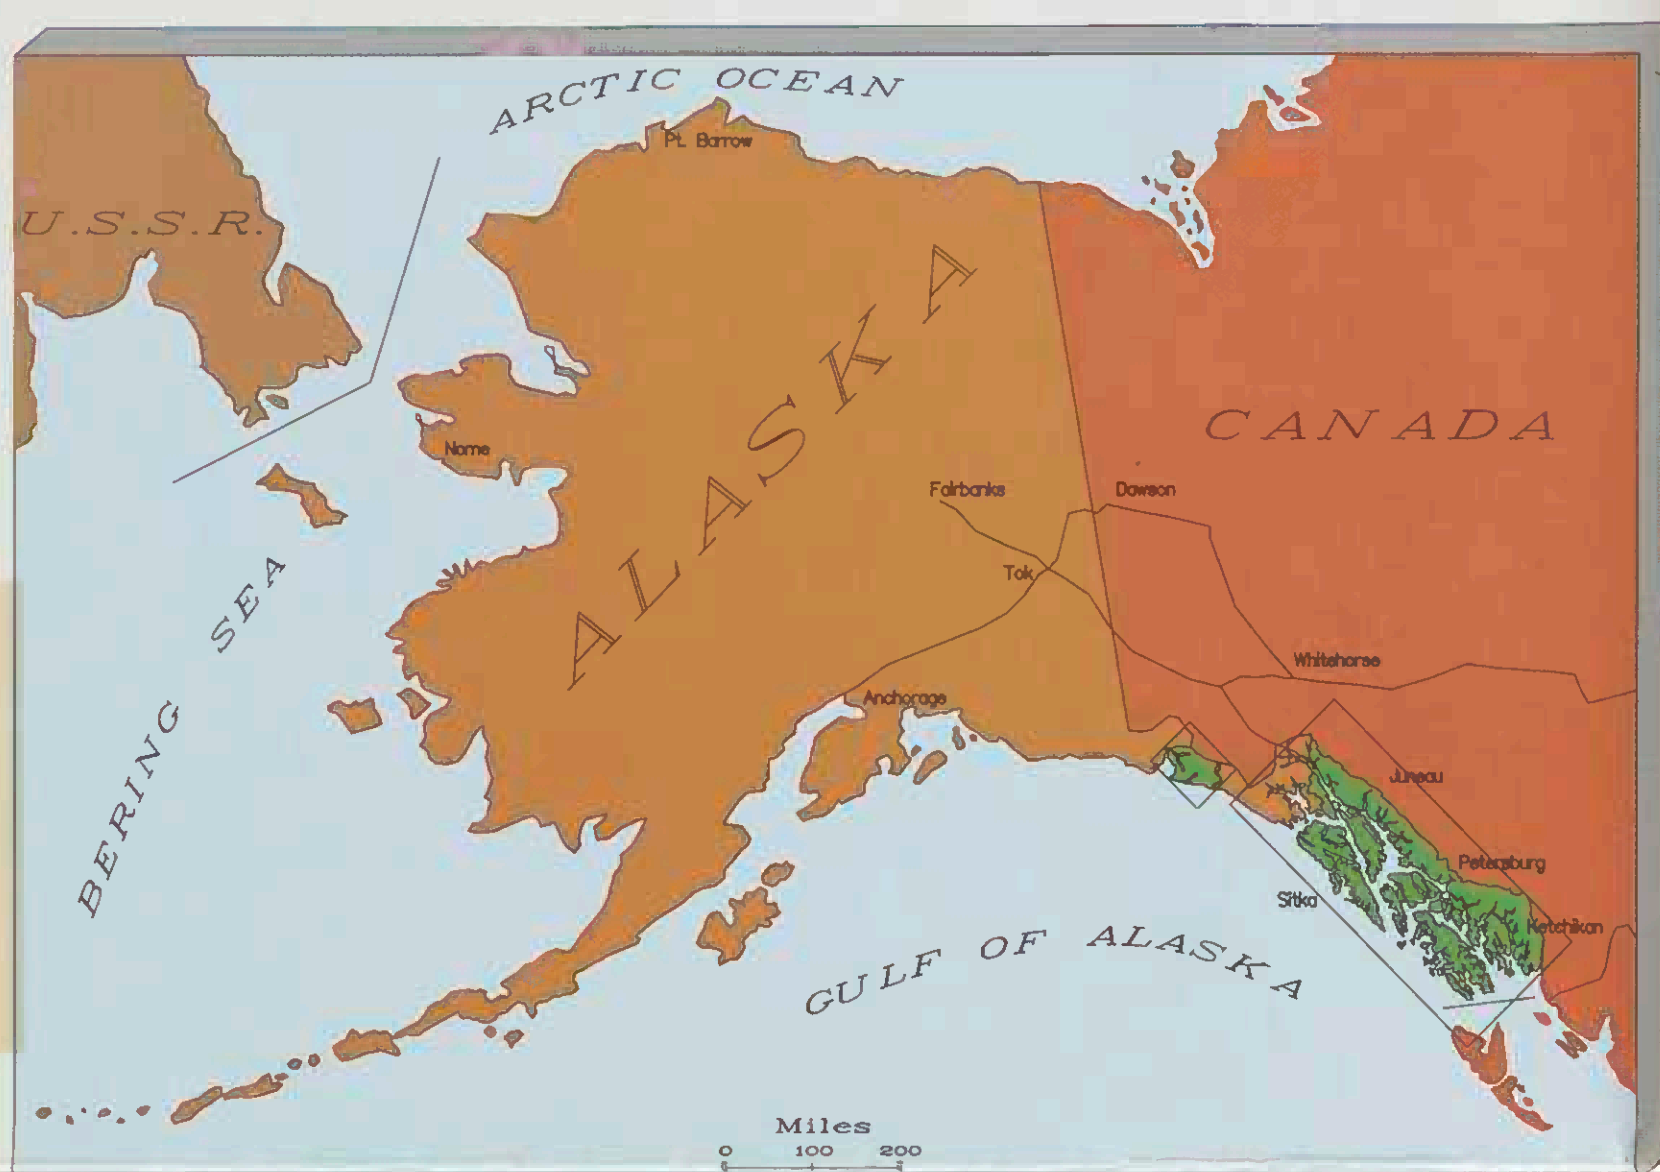 ARCTIC OCEAN
Pt. Barrow
U.S.S.R.
ALASKA
CANADA
Nome
Fairbanks
Dawson
Tok
BERING SEA
Whitehorse
Anchorage
Juneau
Petersburg
Sitka
Ketchikan
GULF OF ALASKA
Miles
0 100 200